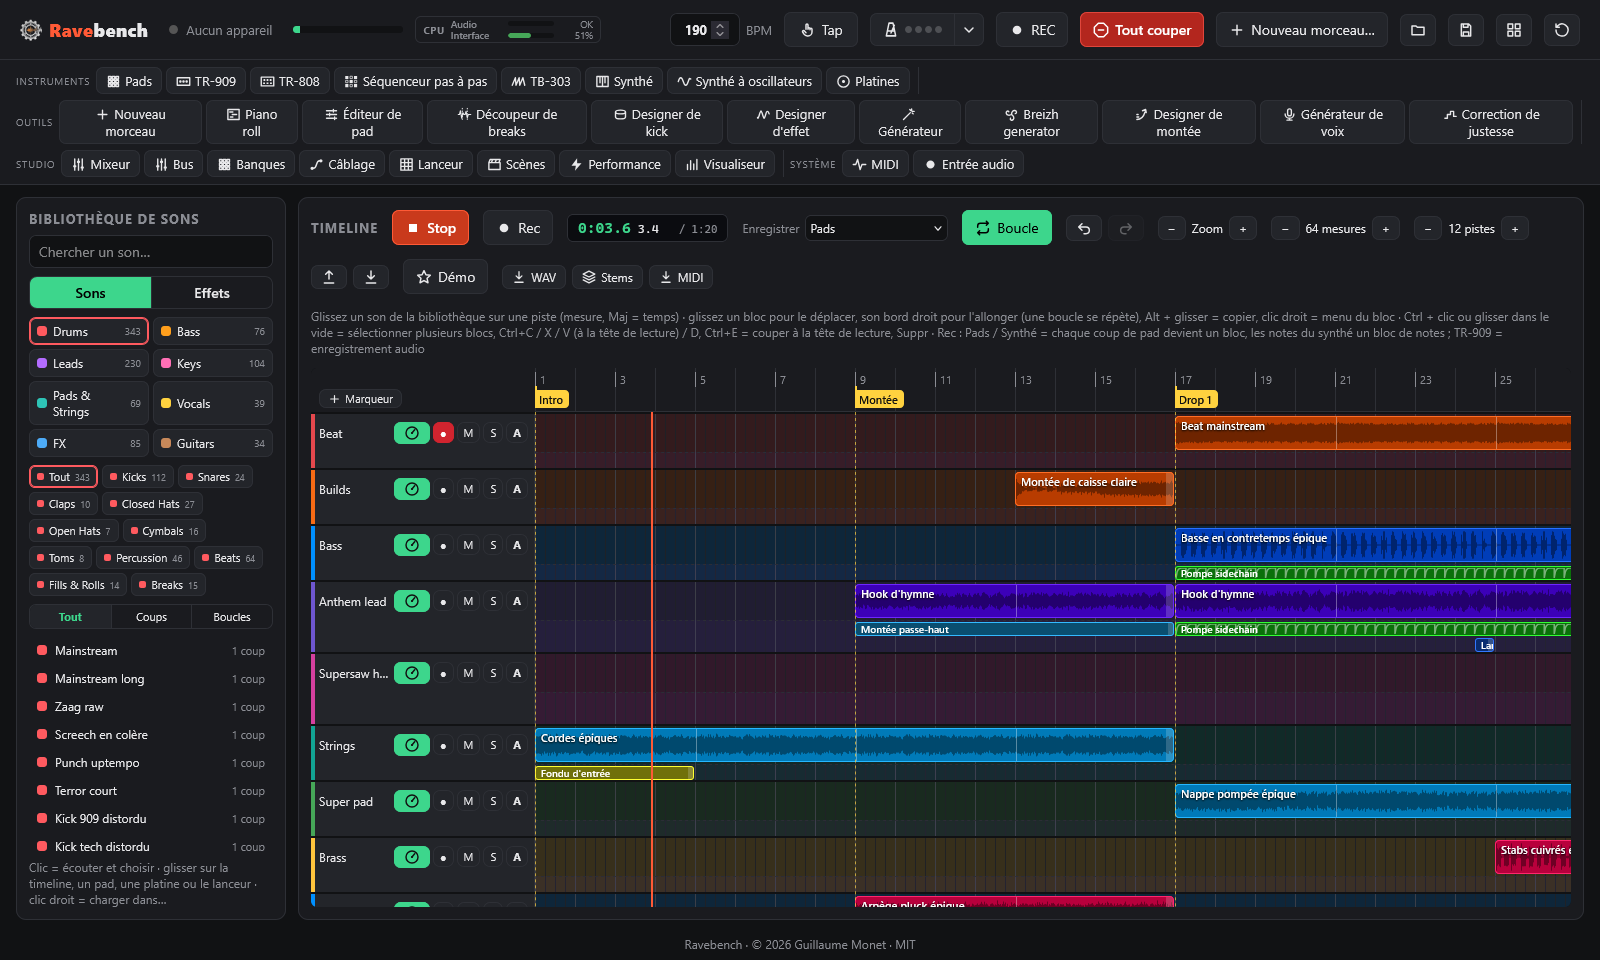 Ravebench
Aucun appareil
CPU Audio Interface OK 51%
190 BPM
Tap
REC
Tout couper
+ Nouveau morceau...
INSTRUMENTS Pads TR-909 TR-808 Séquenceur pas à pas TB-303 Synthé Synthé à oscillateurs Platines
OUTILS + Nouveau morceau Piano roll Éditeur de pad Découpeur de breaks Designer de kick Designer d'effet Générateur Breizh generator Designer de montée Générateur de voix Correction de justesse
STUDIO Mixeur Bus Banques Câblage Lanceur Scènes Performance Visualiseur SYSTÈME MIDI Entrée audio
BIBLIOTHÈQUE DE SONS
Chercher un son...
Sons Effets
Drums 343 Bass 76
Leads 230 Keys 104
Pads & Strings 69 Vocals 39
FX 85 Guitars 34
Tout 343 Kicks 112 Snares 24
Claps 10 Closed Hats 27
Open Hats 7 Cymbals 16
Toms 8 Percussion 46 Beats 64
Fills & Rolls 14 Breaks 15
Tout Coups Boucles
Mainstream 1 coup
Mainstream long 1 coup
Zaag raw 1 coup
Screech en colère 1 coup
Punch uptempo 1 coup
Terror court 1 coup
Kick 909 distordu 1 coup
Kick tech distordu 1 coup
Clic = écouter et choisir · glisser sur la
timeline, un pad, une platine ou le lanceur ·
clic droit = charger dans...
TIMELINE Stop Rec 0:03.6 3.4 / 1:20 Enregistrer Pads Boucle − Zoom + − 64 mesures + − 12 pistes +
Démo WAV Stems MIDI
Glissez un son de la bibliothèque sur une piste (mesure, Maj = temps) · glissez un bloc pour le déplacer, son bord droit pour l'allonger (une boucle se répète), Alt + glisser = copier, clic droit = menu du bloc · Ctrl + clic ou glisser dans le
vide = sélectionner plusieurs blocs, Ctrl+C / X / V (à la tête de lecture) / D, Ctrl+E = couper à la tête de lecture, Suppr · Rec : Pads / Synthé = chaque coup de pad devient un bloc, les notes du synthé un bloc de notes ; TR-909 =
enregistrement audio
1 3 5 7 9 11 13 15 17 19 21 23 25
+ Marqueur Intro Montée Drop 1
Beat M S A Beat mainstream
Builds M S A Montée de caisse claire
Bass M S A Basse en contretemps épique
Pompe sidechain
Anthem lead M S A Hook d'hymne Hook d'hymne
Montée passe-haut Pompe sidechain
Lar
Supersaw h... M S A
Strings M S A Cordes épiques
Fondu d'entrée
Super pad M S A Nappe pompée épique
Brass M S A Stabs cuivrés é
Arpège pluck épique
Ravebench · © 2026 Guillaume Monet · MIT